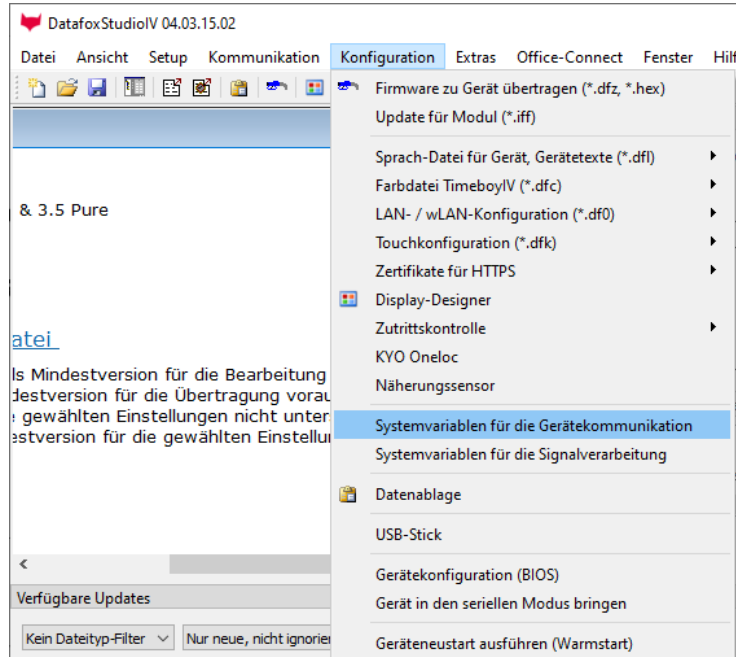 DatafoxStudioIV 04.03.15.02
Datei Ansicht Setup Kommunikation Konfiguration Extras Office-Connect Fenster Hilf
Firmware zu Gerät übertragen (*.dfz, *.hex)
Update für Modul (*.iff)
Sprach-Datei für Gerät, Gerätetexte (*.dfl)
Farbdatei TimeboyIV (*.dfc)
& 3.5 Pure
LAN- / wLAN-Konfiguration (*.df0)
Touchkonfiguration (*.dfk)
Zertifikate für HTTPS
Display-Designer
Zutrittskontrolle
atei
KYO Oneloc
ls Mindestversion für die Bearbeitung
Näherungssensor
destversion für die Übertragung vorau
gewählten Einstellungen nicht unter
Systemvariablen für die Gerätekommunikation
estversion für die gewählten Einstellu
Systemvariablen für die Signalverarbeitung
Datenablage
USB-Stick
Gerätekonfiguration (BIOS)
Verfügbare Updates
Gerät in den seriellen Modus bringen
Kein Dateityp-Filter Nur neue, nicht ignorie
Geräteneustart ausführen (Warmstart)